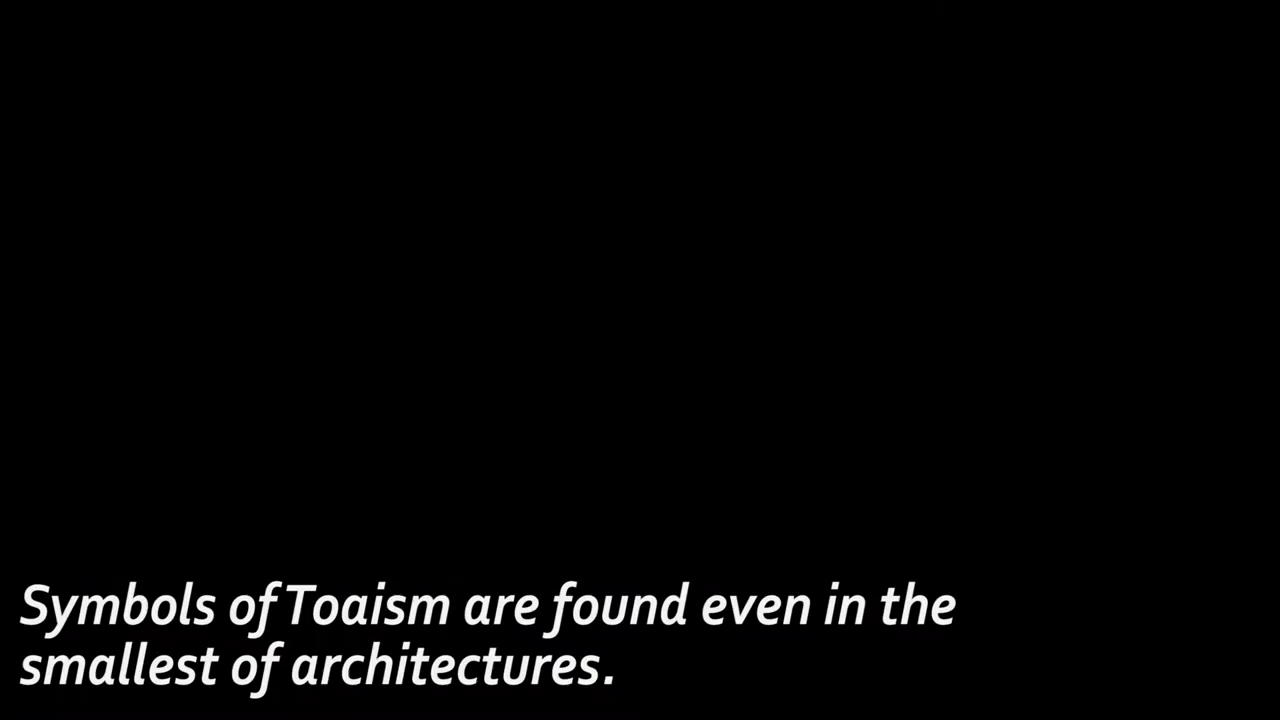 Symbols of Toaism are found even in the
smallest of architectures.